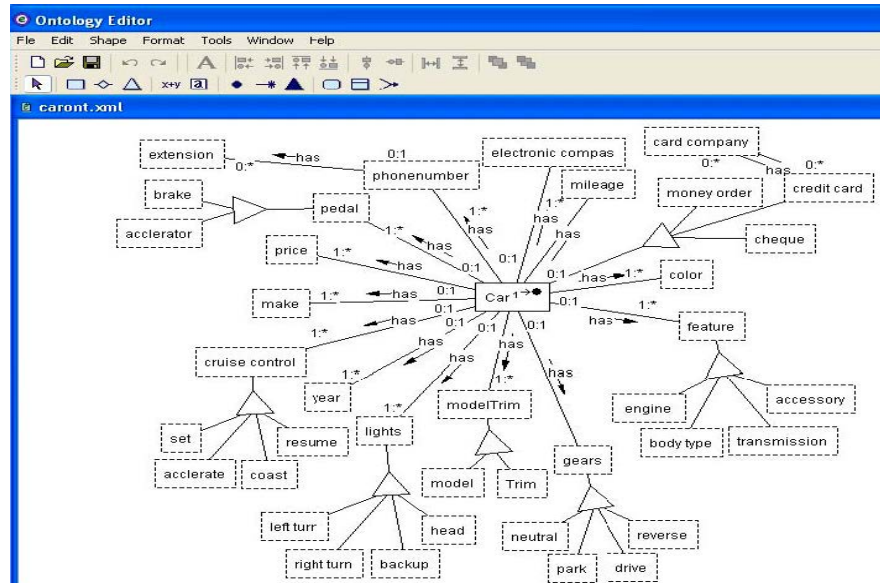 Ontology Editor
File Edit Shape Format Tools Window Help
A
x+y a
caront.xml
extension
0:*
has
0:1
phonenumber
electronic compas
mileage
card company
0:*
0:*
has
credit card
money order
cheque
brake
acclerator
pedal
1:*
has
1:*
has
0:1
1:*
has
0:1
has
price
1:*
has
0:1
0:1
0:1
has
1:*
color
make
1:*
has
0:1
Car 1
0:1
has
1:*
feature
1:*
has
0:1
0:1
0:1
0:1
cruise control
year
1:*
has
has
1:*
has
1:*
lights
modelTrim
gears
set
resume
acclerate
coast
model
Trim
engine
accessory
body type
transmission
left turr
head
right turn
backup
neutral
reverse
park
drive